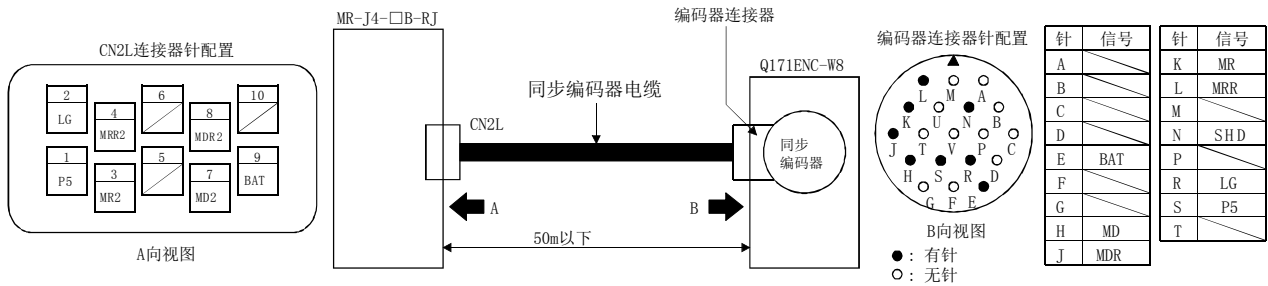 MR-J4-□B-RJ
编码器连接器
CN2L连接器针配置
Q171ENC-W8
编码器连接器针配置
同步编码器电缆
CN2L
2 6 10
LG 4 8
MRR2 MDR2
1 5 9
P5 3 7 BAT
MR2 MD2
A向视图
同步
编码器
A
B
50m以下
L M A
K U N B
J T V P C
H S R D
G F E
B向视图
●：有针
○：无针
针 信号
A
B
C
D
E BAT
F
G
H MD
J MDR
针 信号
K MR
L MRR
M
N SHD
P
R LG
S P5
T